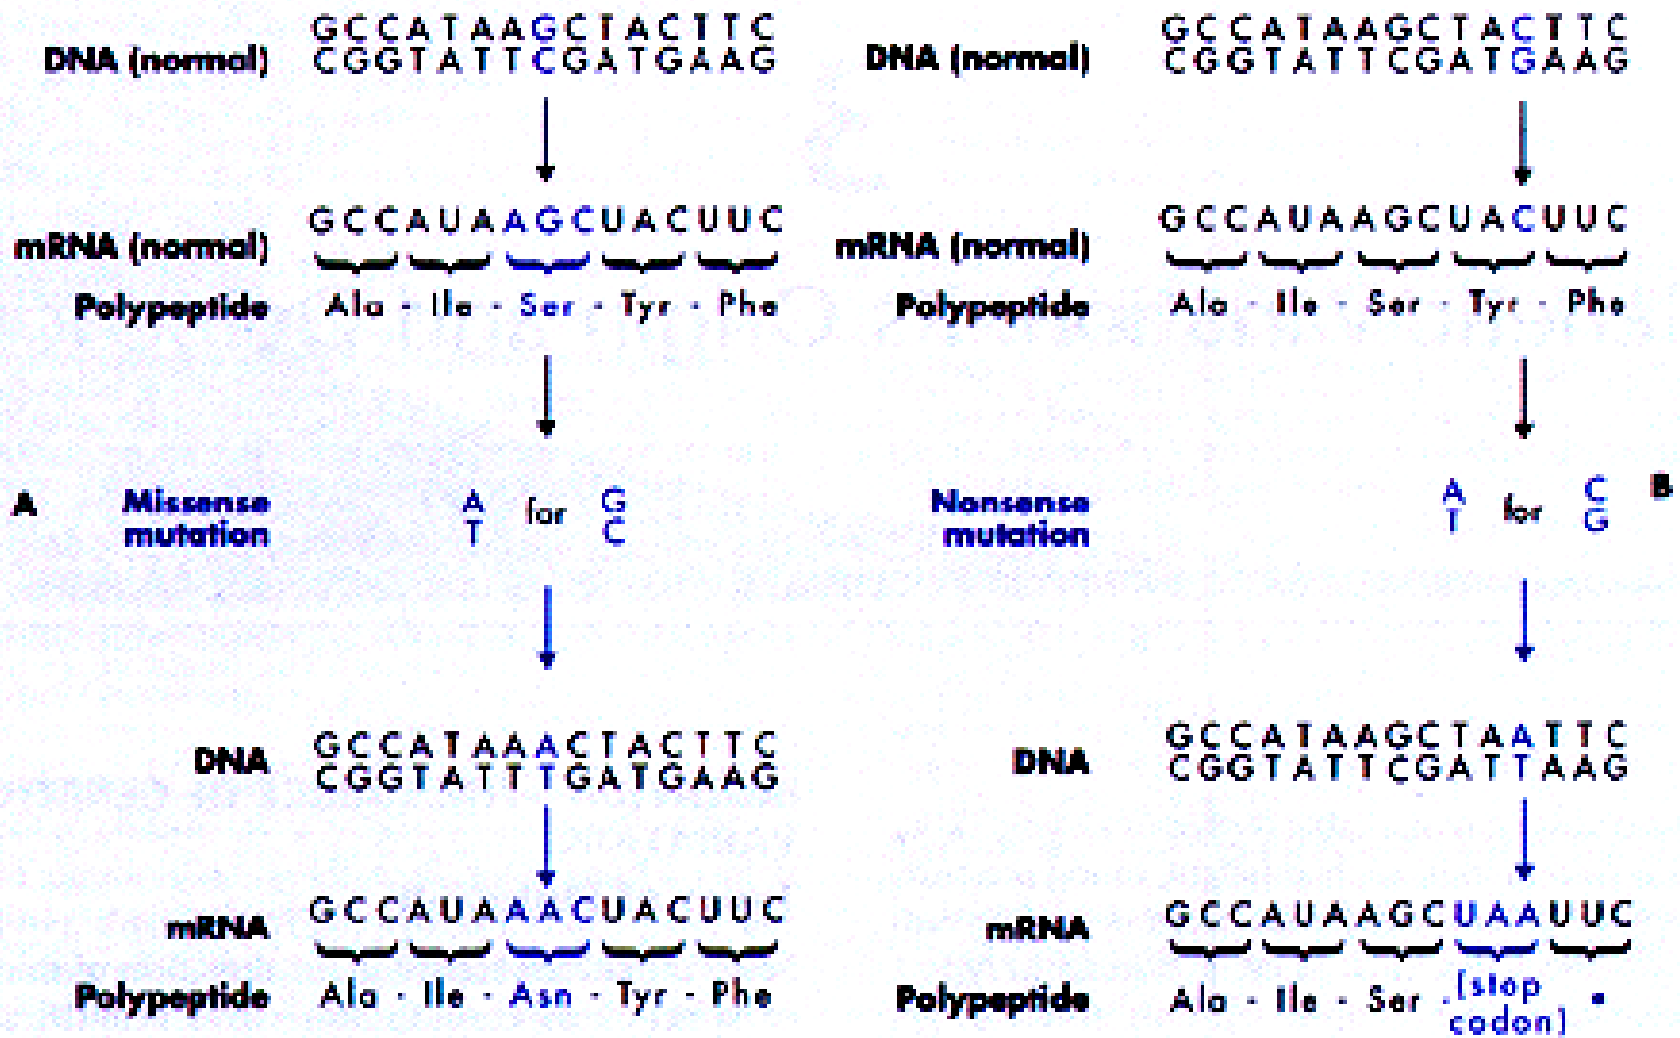 GCCATAAGCTACTTC
DNA (normal) CGGTATTCGATGAAG
GCCAUAAGCUACUUC
mRNA (normal)
Polypeptide Ala - Ile - Ser - Tyr - Phe
A Missense mutation A T for G C
GCCATAAACTACTTC
DNA CGGTATTTGATGAAG
GCCAUAAACUACUUC
mRNA
Polypeptide Ala - Ile - Asn - Tyr - Phe
GCCATAAGCTACTTC
DNA (normal) CGGTATTCGATGAAG
GCCAUAAGCUACUUC
mRNA (normal)
Polypeptide Ala - Ile - Ser - Tyr - Phe
Nonsense mutation A T for C G B
GCCATAAGCTAATTC
DNA CGGTATTCGATTAAG
GCCAUAAGCUAAUUC
mRNA
Polypeptide Ala - Ile - Ser - (stop codon) •